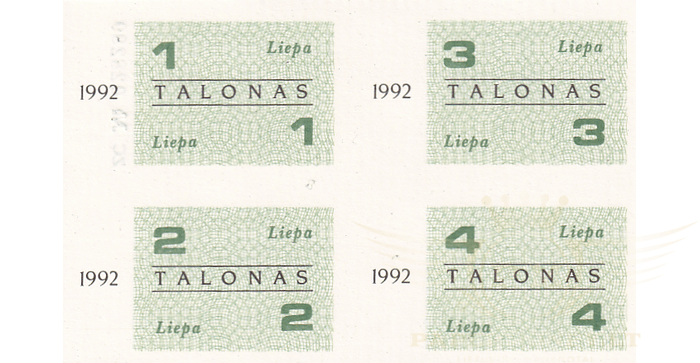 1 Liepa
1992 TALONAS
Liepa 1
3 Liepa
1992 TALONAS
Liepa 3
2 Liepa
1992 TALONAS
Liepa 2
4 Liepa
1992 TALONAS
Liepa 4